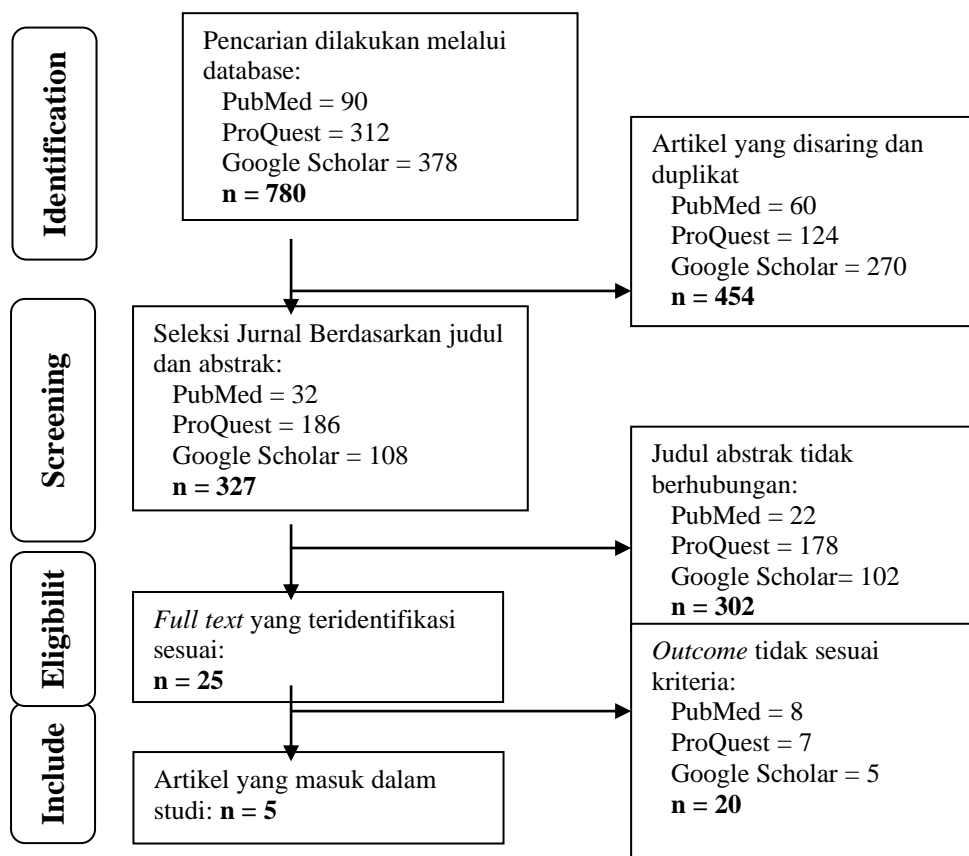 Identification
Pencarian dilakukan melalui
database:
PubMed = 90
ProQuest = 312
Google Scholar = 378
n = 780
Artikel yang disaring dan
duplikat
PubMed = 60
ProQuest = 124
Google Scholar = 270
n = 454
Screening
Seleksi Jurnal Berdasarkan judul
dan abstrak:
PubMed = 32
ProQuest = 186
Google Scholar = 108
n = 327
Judul abstrak tidak
berhubungan:
PubMed = 22
ProQuest = 178
Google Scholar= 102
n = 302
Eligibilit
Full text yang teridentifikasi
sesuai:
n = 25
Outcome tidak sesuai
kriteria:
PubMed = 8
ProQuest = 7
Google Scholar = 5
n = 20
Include
Artikel yang masuk dalam
studi: n = 5